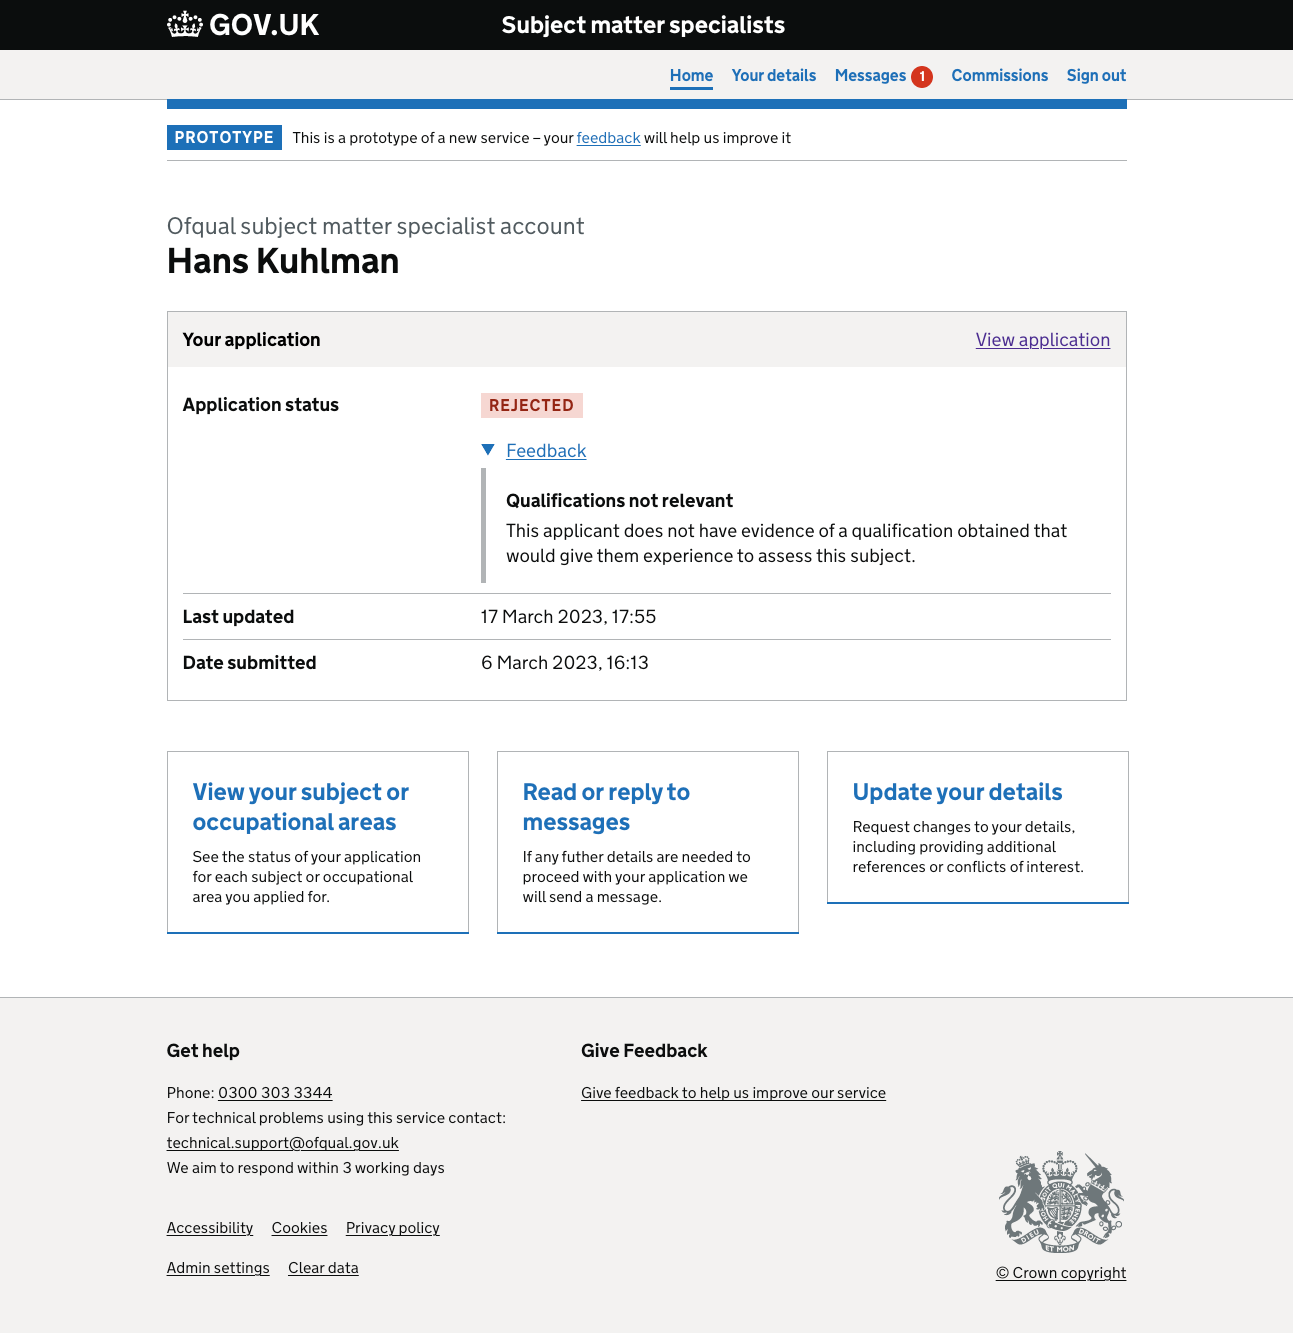 GOV.UK
Subject matter specialists
Home
Your details
Messages 1
Commissions
Sign out
PROTOTYPE
This is a prototype of a new service – your feedback will help us improve it
Ofqual subject matter specialist account
Hans Kuhlman
Your application
View application
Application status
REJECTED
Feedback
Qualifications not relevant
This applicant does not have evidence of a qualification obtained that
would give them experience to assess this subject.
Last updated
17 March 2023, 17:55
Date submitted
6 March 2023, 16:13
View your subject or
occupational areas
See the status of your application
for each subject or occupational
area you applied for.
Read or reply to
messages
If any futher details are needed to
proceed with your application we
will send a message.
Update your details
Request changes to your details,
including providing additional
references or conflicts of interest.
Get help
Phone: 0300 303 3344
For technical problems using this service contact:
technical.support@ofqual.gov.uk
We aim to respond within 3 working days
Give Feedback
Give feedback to help us improve our service
Accessibility
Cookies
Privacy policy
Admin settings
Clear data
DIEU ET MON DROIT
© Crown copyright